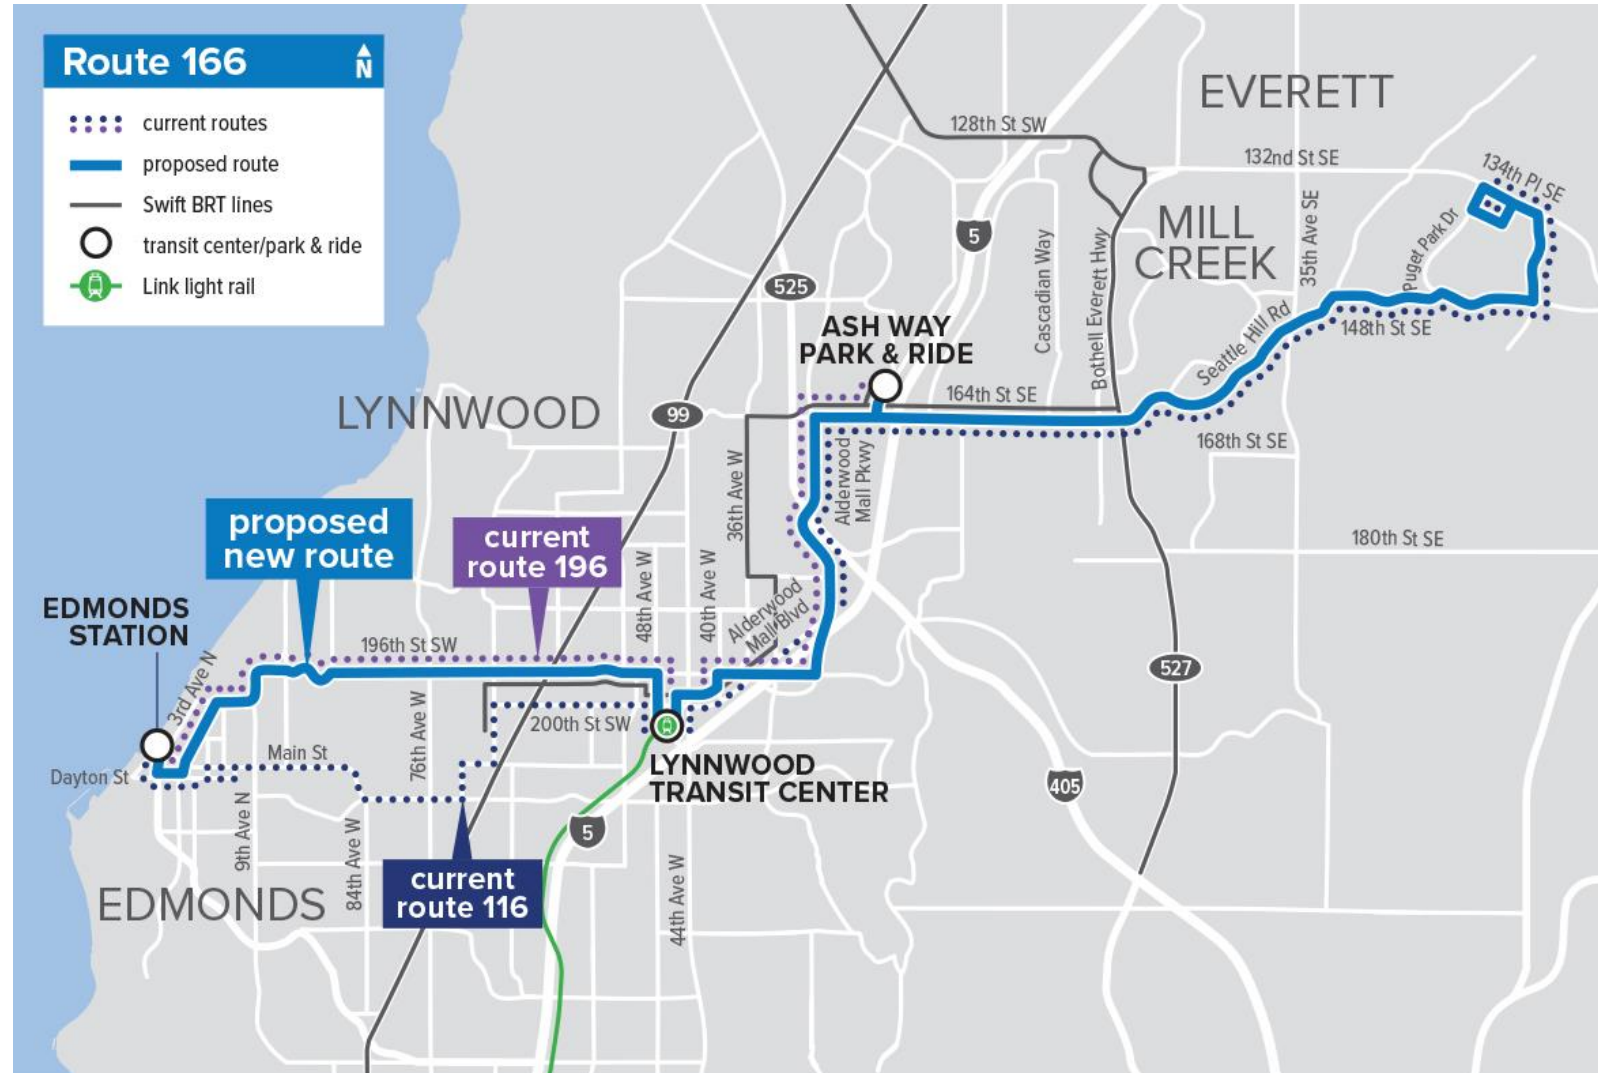 Route 166
N
current routes
proposed route
Swift BRT lines
transit center/park & ride
Link light rail
EVERETT
128th St SW
132nd St SE
134th Pl SE
MILL
CREEK
35th Ave SE
Puget Park Dr
5
Cascadian Way
Bothell Everett Hwy
525
ASH WAY
PARK & RIDE
Seattle Hill Rd
148th St SE
164th St SE
168th St SE
LYNNWOOD
99
36th Ave W
Alderwood
Mall Pkwy
180th St SE
proposed
new route
current
route 196
48th Ave W
40th Ave W
Alderwood
Mall Blvd
EDMONDS
STATION
3rd Ave N
196th St SW
527
76th Ave W
200th St SW
Main St
Dayton St
LYNNWOOD
TRANSIT CENTER
405
5
9th Ave N
84th Ave W
44th Ave W
current
route 116
EDMONDS